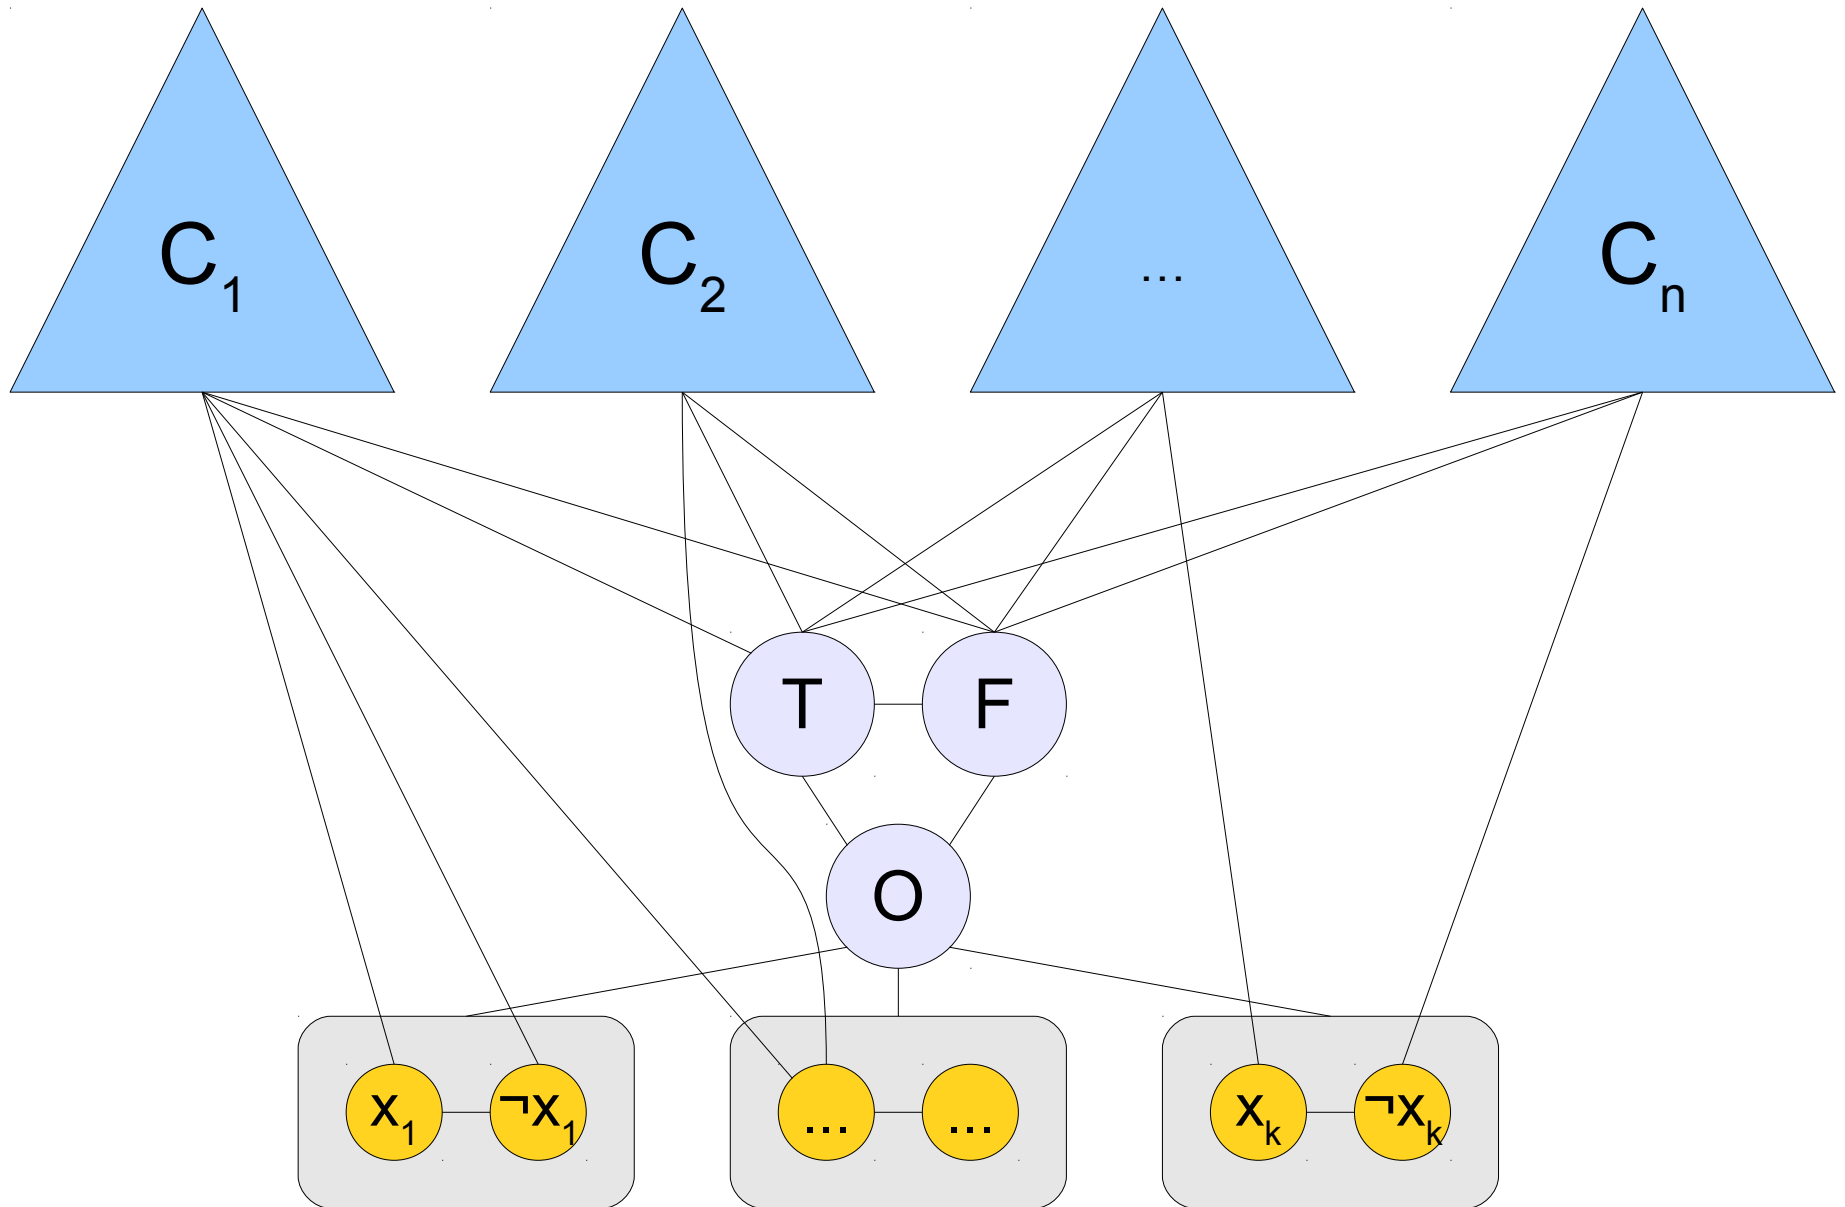 C₁ C₂ ... Cₙ
T F
O
x₁ ¬x₁ ... ... xₖ ¬xₖ